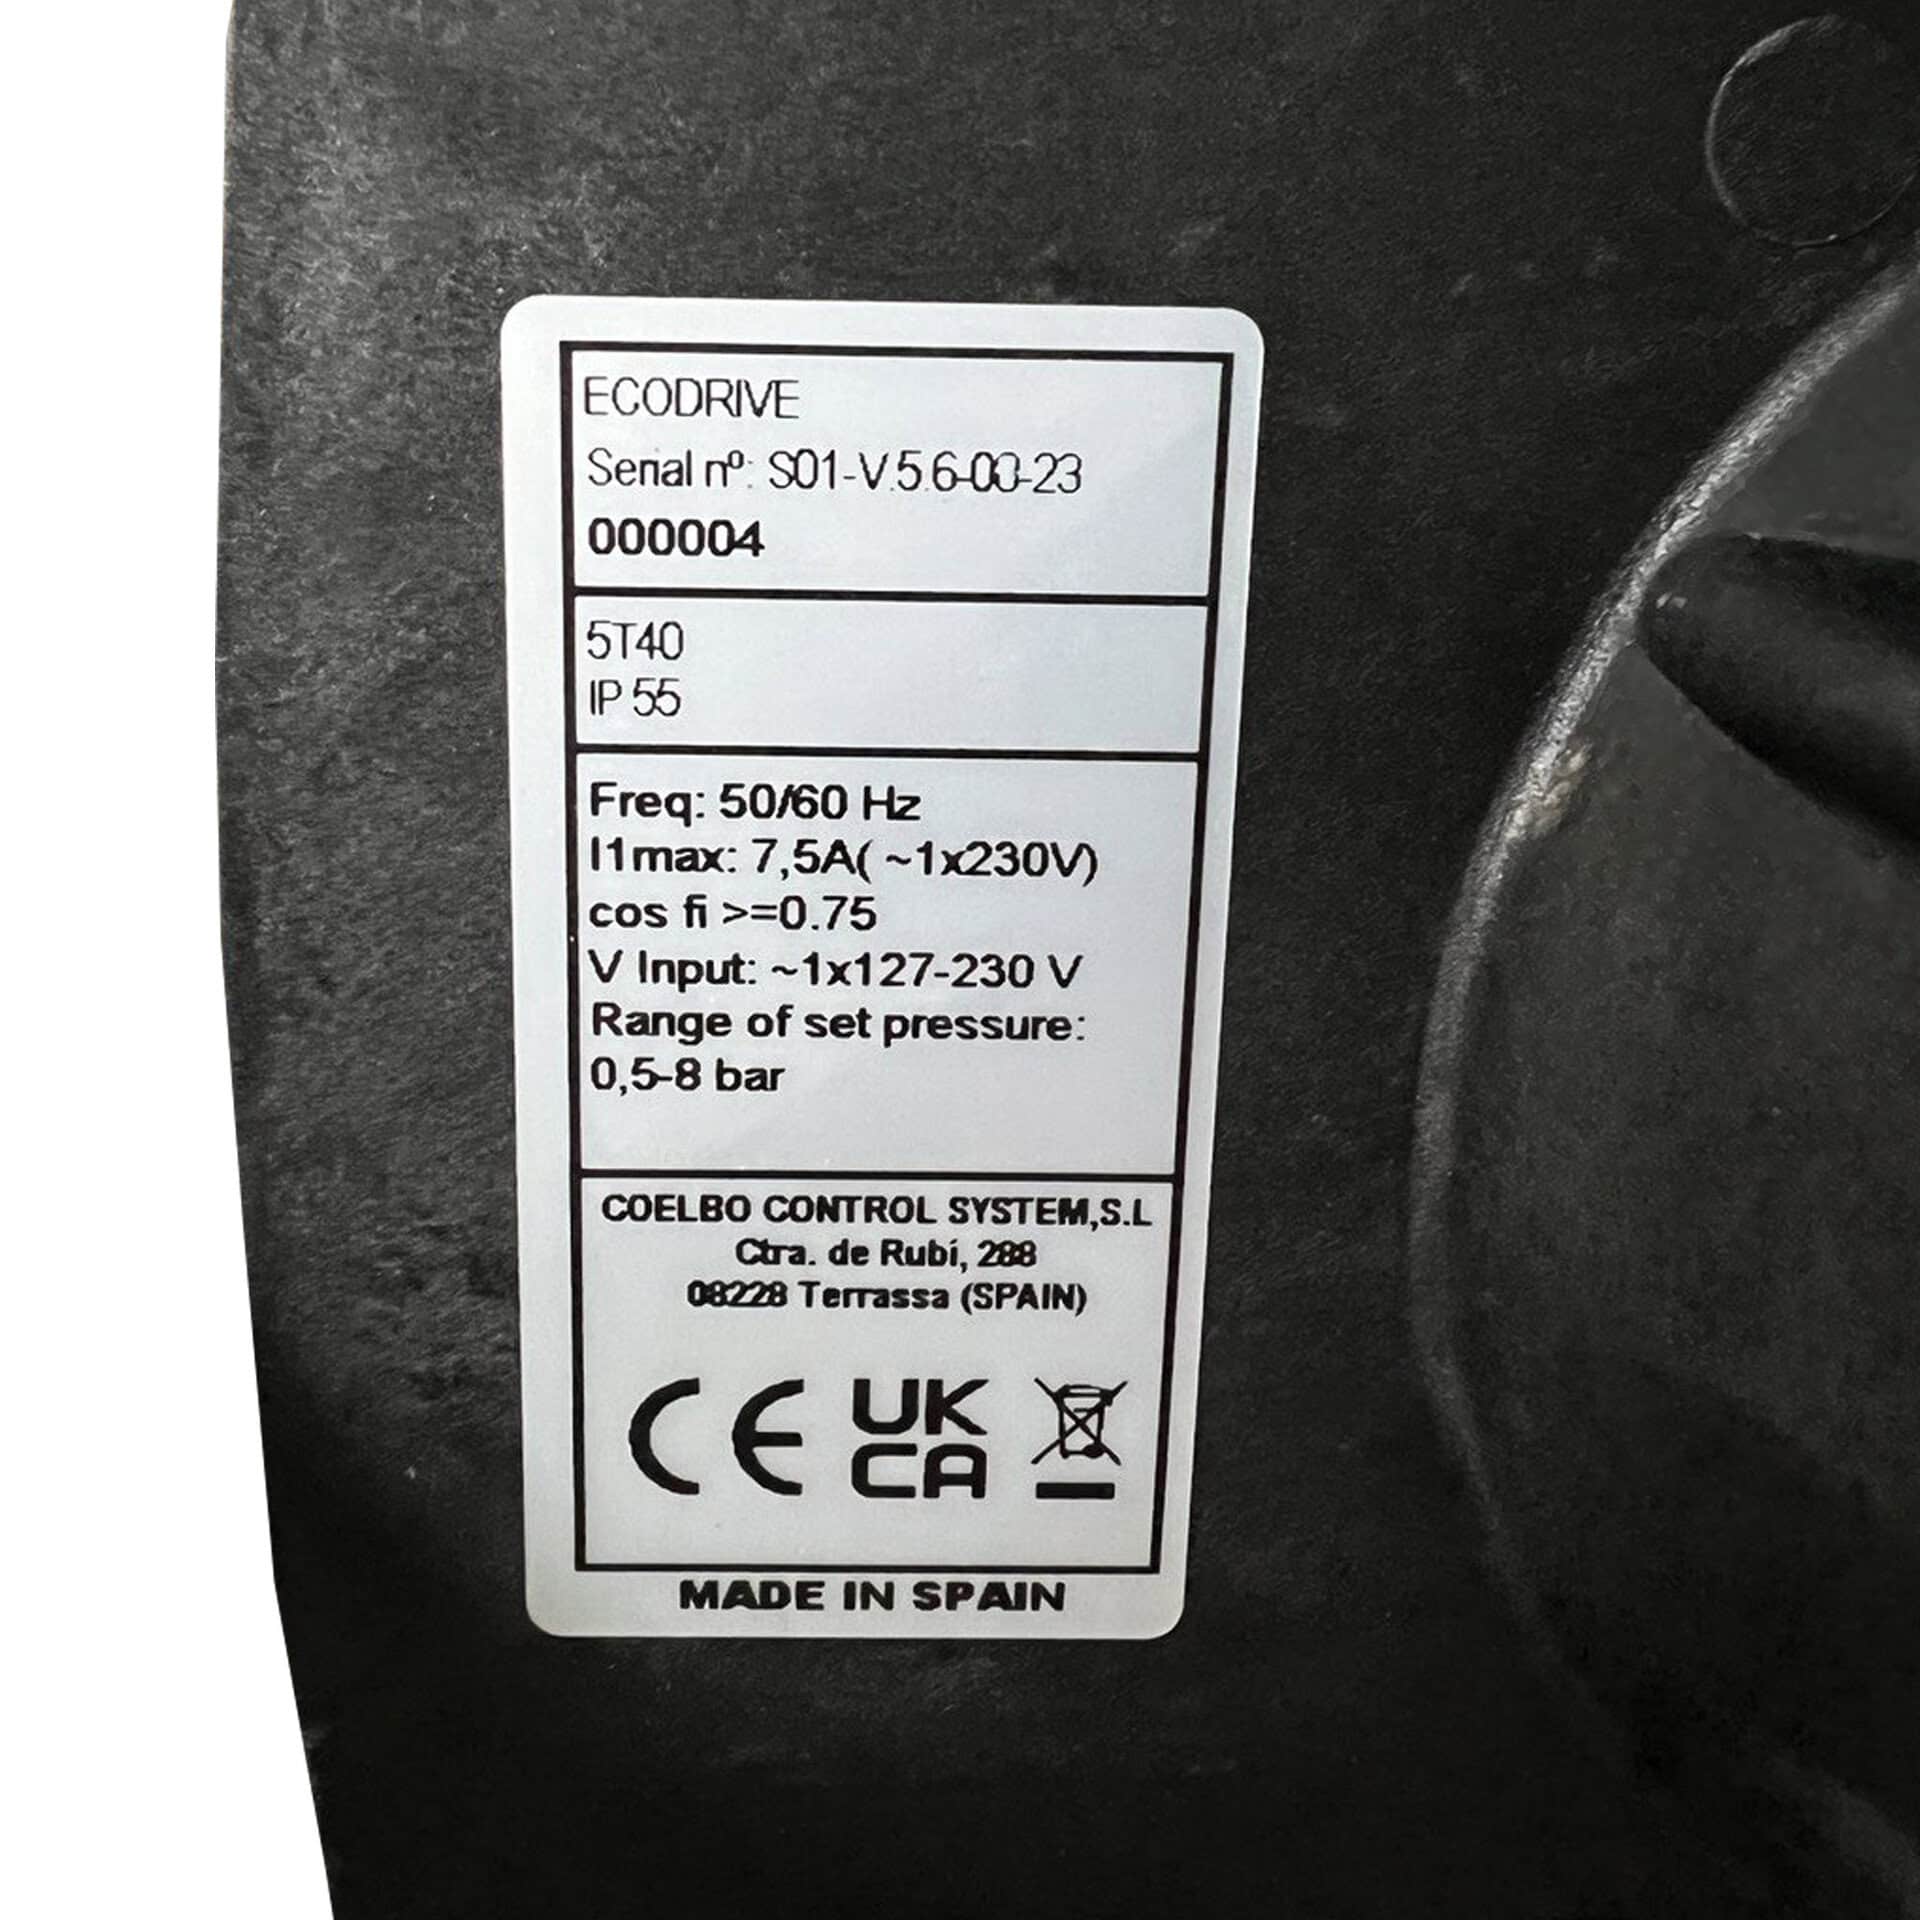 ECODRIVE
Serial nº: S01-V.5.6-00-23
000004
5T40
IP 55
Freq: 50/60 Hz
I1max: 7,5A( ~1x230V)
cos fi >=0.75
V Input: ~1x127-230 V
Range of set pressure:
0,5-8 bar
COELBO CONTROL SYSTEM,S.L
Ctra. de Rubí, 288
08228 Terrassa (SPAIN)
CE UK
CA
MADE IN SPAIN